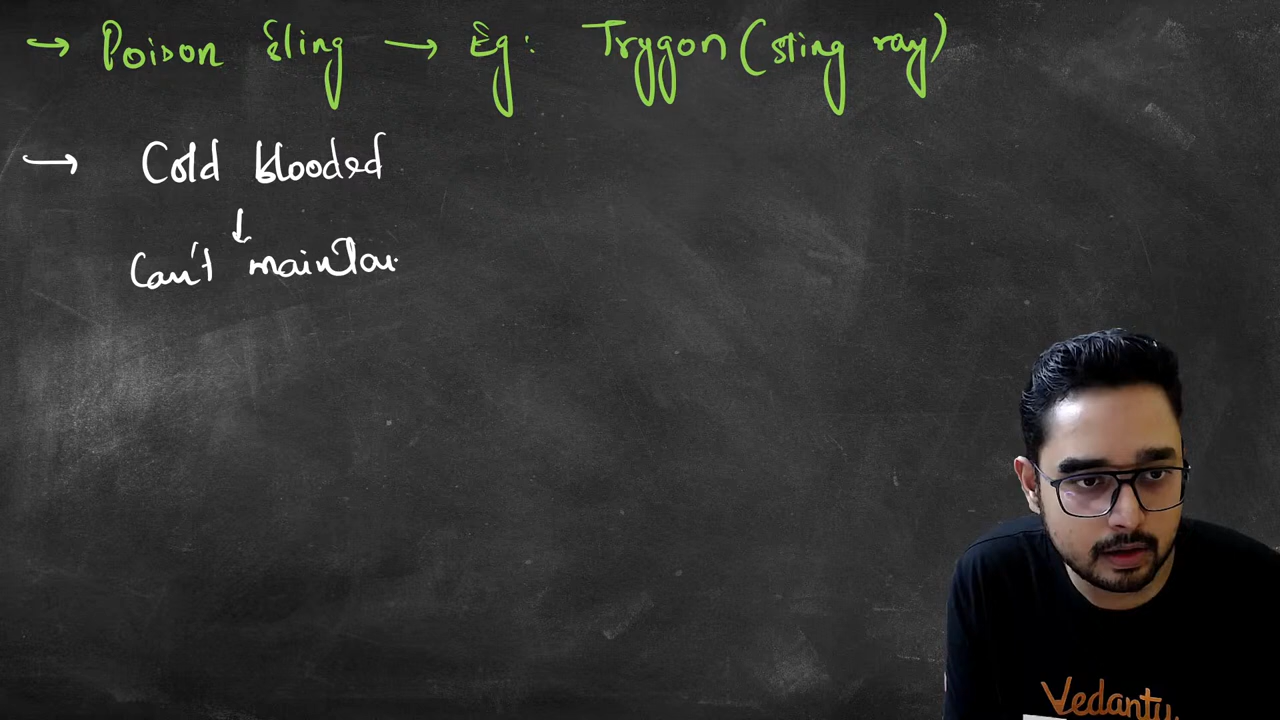 → Poison Sting → Eg: Trygon (sting ray)
→ Cold blooded
↓
Can't maintai
Vedantu